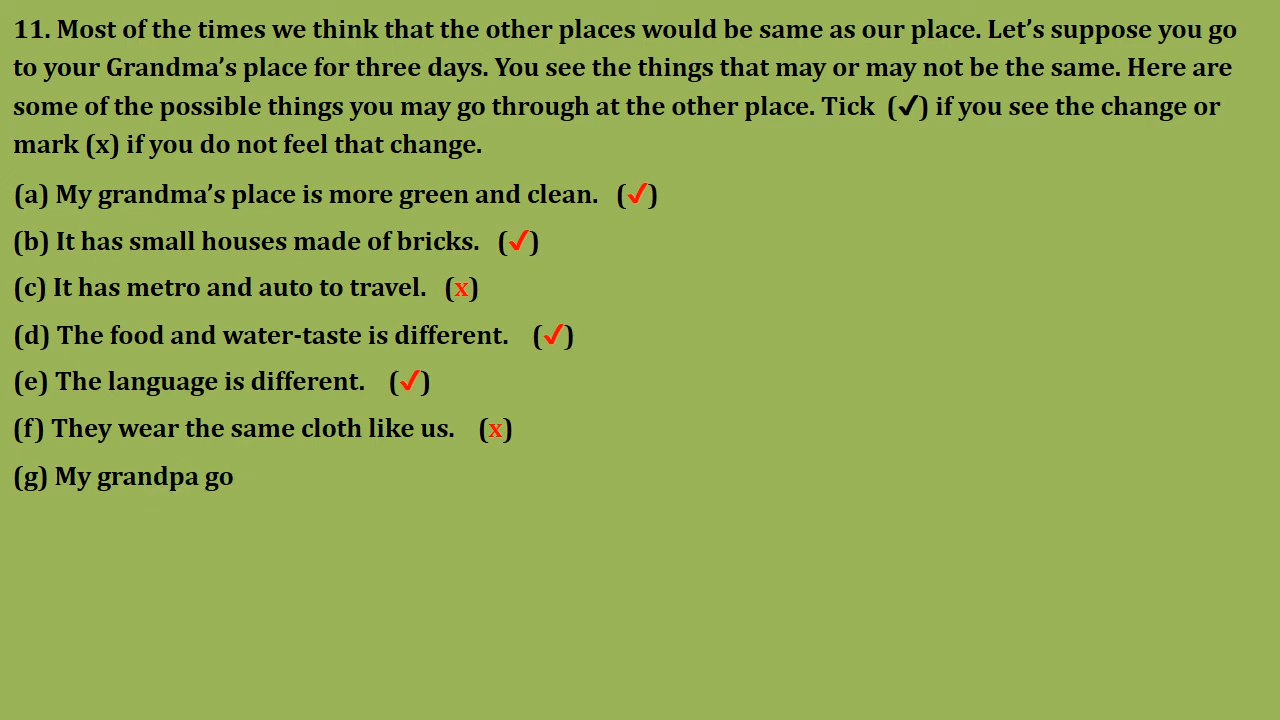 11. Most of the times we think that the other places would be same as our place. Let’s suppose you go
to your Grandma’s place for three days. You see the things that may or may not be the same. Here are
some of the possible things you may go through at the other place. Tick (✓) if you see the change or
mark (x) if you do not feel that change.
(a) My grandma’s place is more green and clean. (✓)
(b) It has small houses made of bricks. (✓)
(c) It has metro and auto to travel. (x)
(d) The food and water-taste is different. (✓)
(e) The language is different. (✓)
(f) They wear the same cloth like us. (x)
(g) My grandpa go